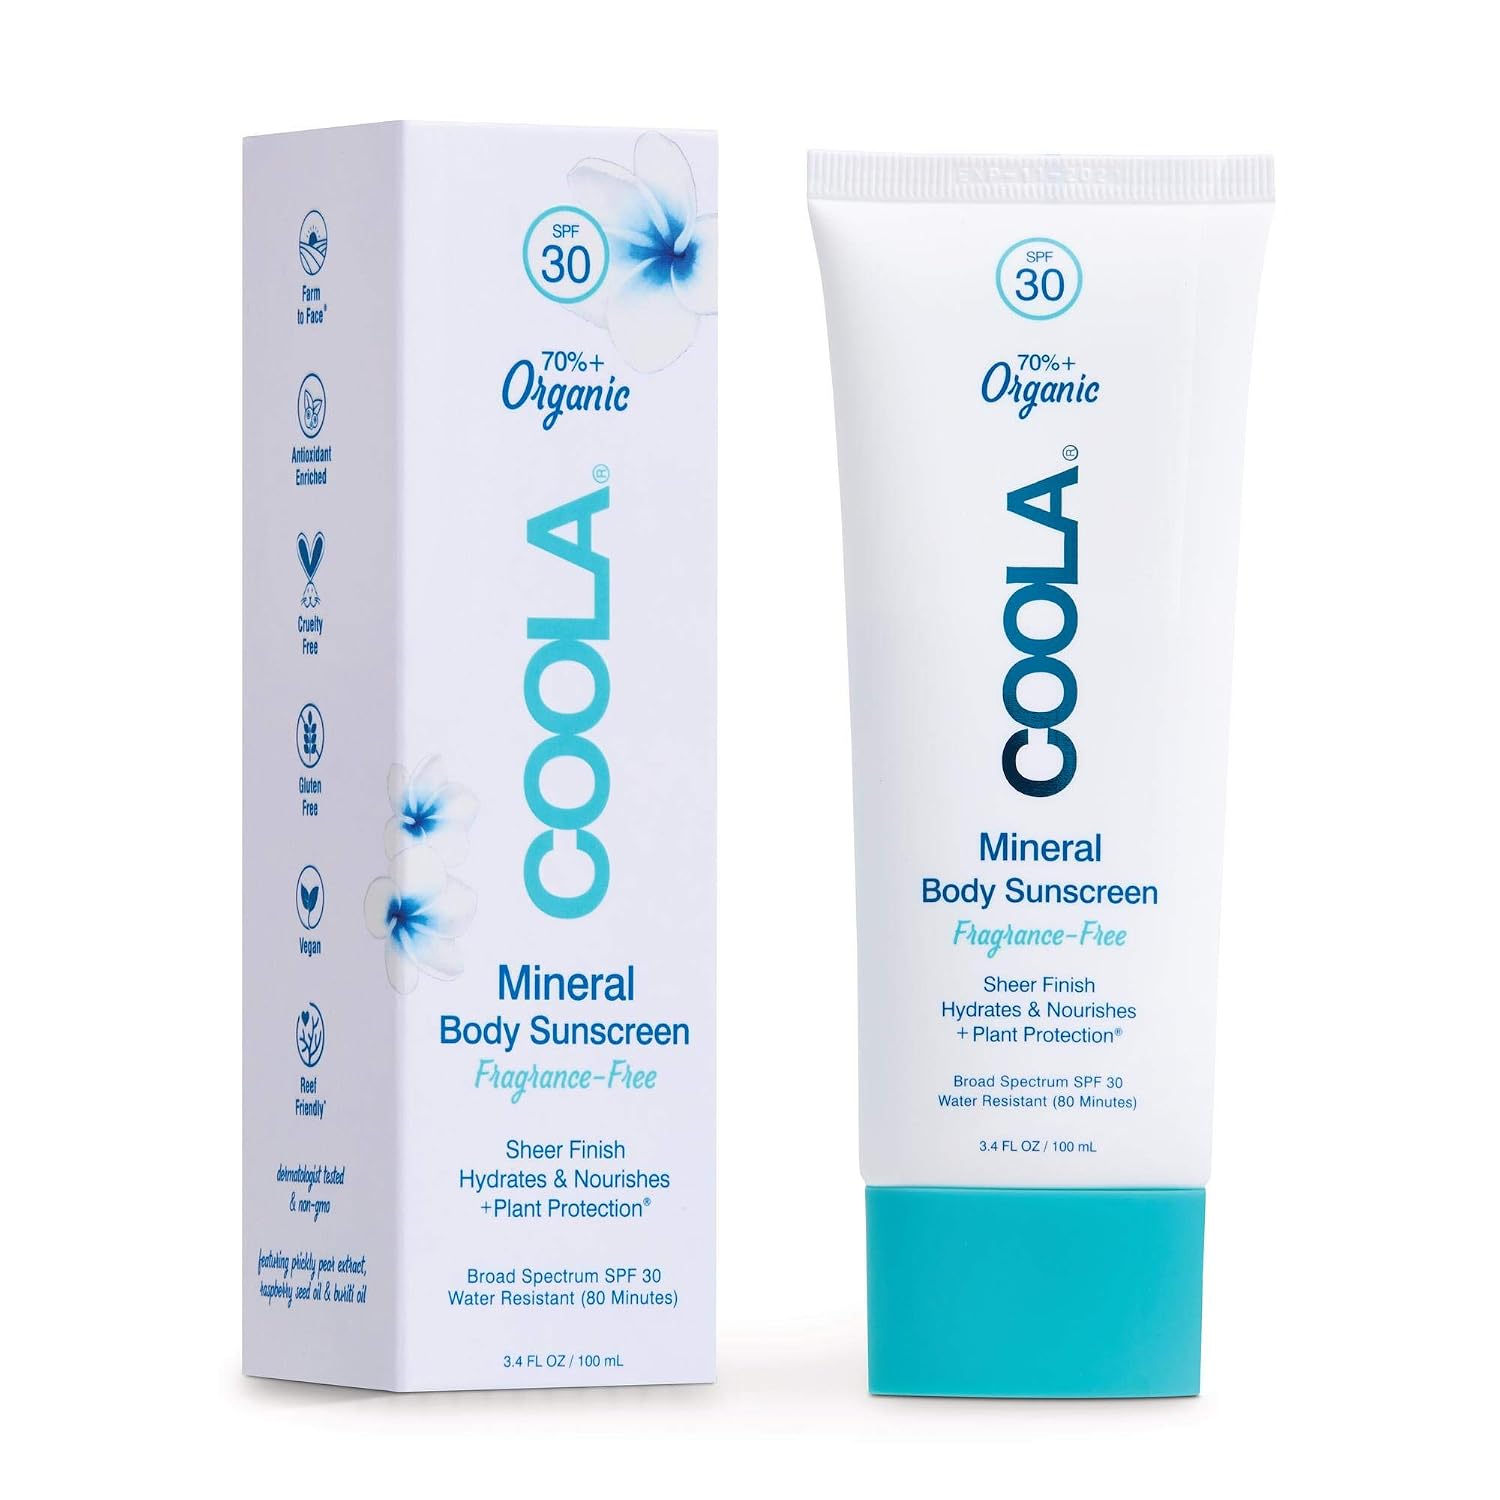 Farm
to Face®
Antioxidant
Enriched
Cruelty
Free
Gluten
Free
Vegan
Reef
Friendly*
dermatologist tested
& non-gmo
featuring prickly pear extract,
raspberry seed oil & buriti oil
SPF
30
70%+
Organic
COOLA®
Mineral
Body Sunscreen
Fragrance-Free
Sheer Finish
Hydrates & Nourishes
+Plant Protection®
Broad Spectrum SPF 30
Water Resistant (80 Minutes)
3.4 FL OZ / 100 mL
SPF
30
70%+
Organic
COOLA®
Mineral
Body Sunscreen
Fragrance-Free
Sheer Finish
Hydrates & Nourishes
+Plant Protection®
Broad Spectrum SPF 30
Water Resistant (80 Minutes)
3.4 FL OZ / 100 mL